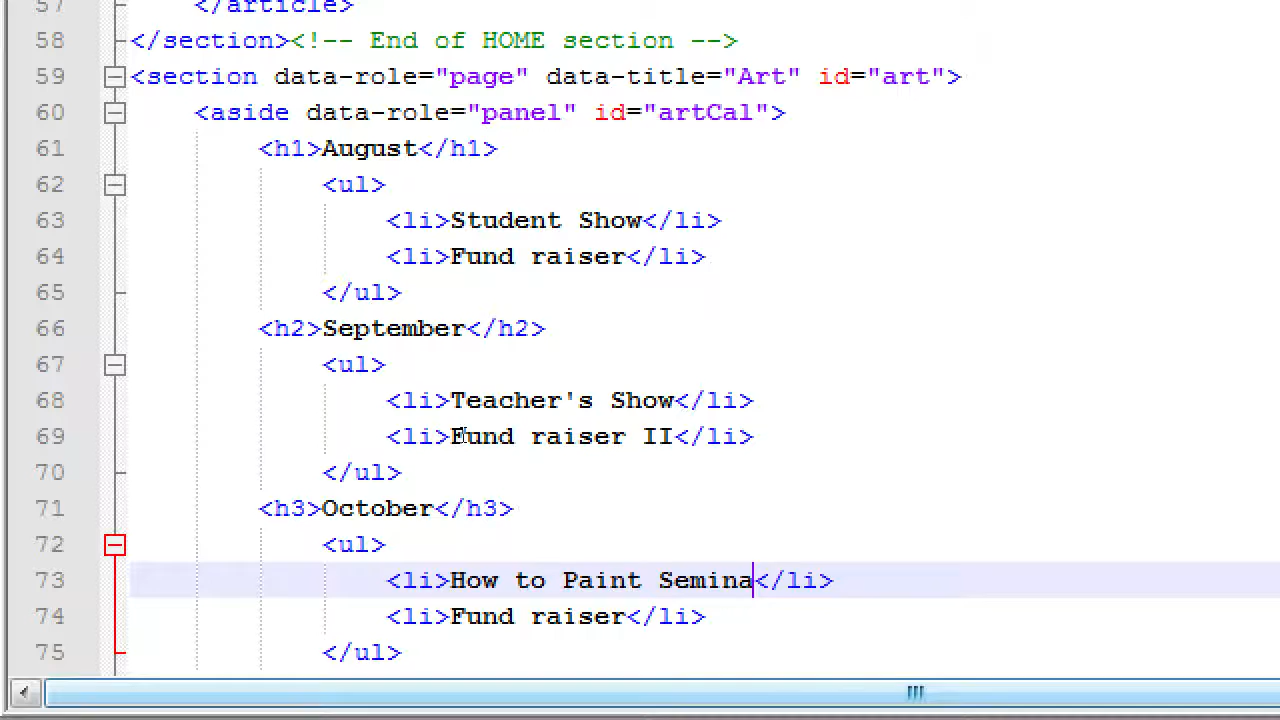 57 </article>
58 </section><!-- End of HOME section -->
59 <section data-role="page" data-title="Art" id="art">
60 <aside data-role="panel" id="artCal">
61 <h1>August</h1>
62 <ul>
63 <li>Student Show</li>
64 <li>Fund raiser</li>
65 </ul>
66 <h2>September</h2>
67 <ul>
68 <li>Teacher's Show</li>
69 <li>Fund raiser II</li>
70 </ul>
71 <h3>October</h3>
72 <ul>
73 <li>How to Paint Semina</li>
74 <li>Fund raiser</li>
75 </ul>